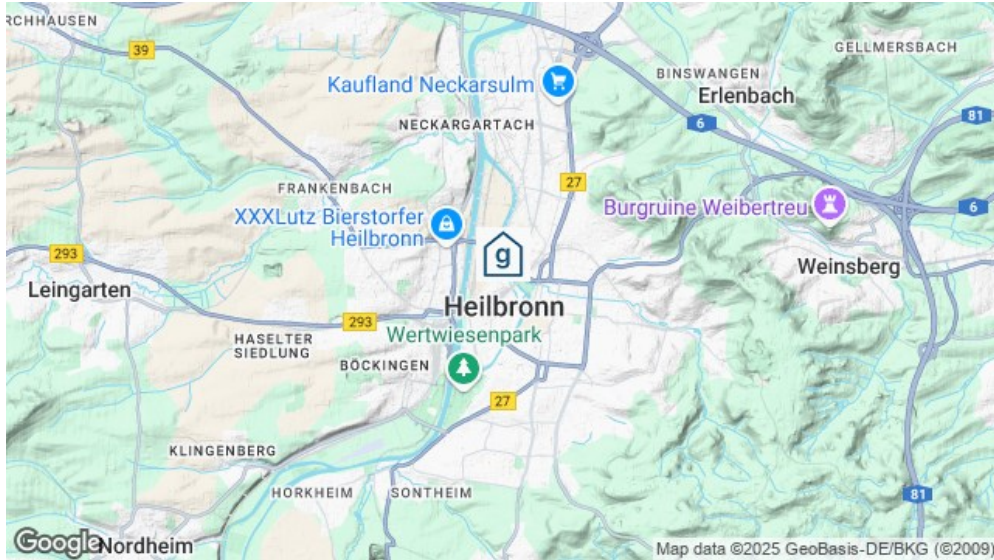 RCHHAUSEN
39
GELLMERSBACH
Kaufland Neckarsulm
BINSWANGEN
Erlenbach
NECKARGARTACH
6
81
FRANKENBACH
27
XXXLutz Bierstorfer
Heilbronn
Burgruine Weibertreu
6
g
293
Weinsberg
Leingarten
Heilbronn
293
HASELTER
SIEDLUNG
Wertwiesenpark
BÖCKINGEN
27
KLINGENBERG
HORKHEIM
SONTHEIM
81
Google
Nordheim
Map data ©2025 GeoBasis-DE/BKG (©2009)